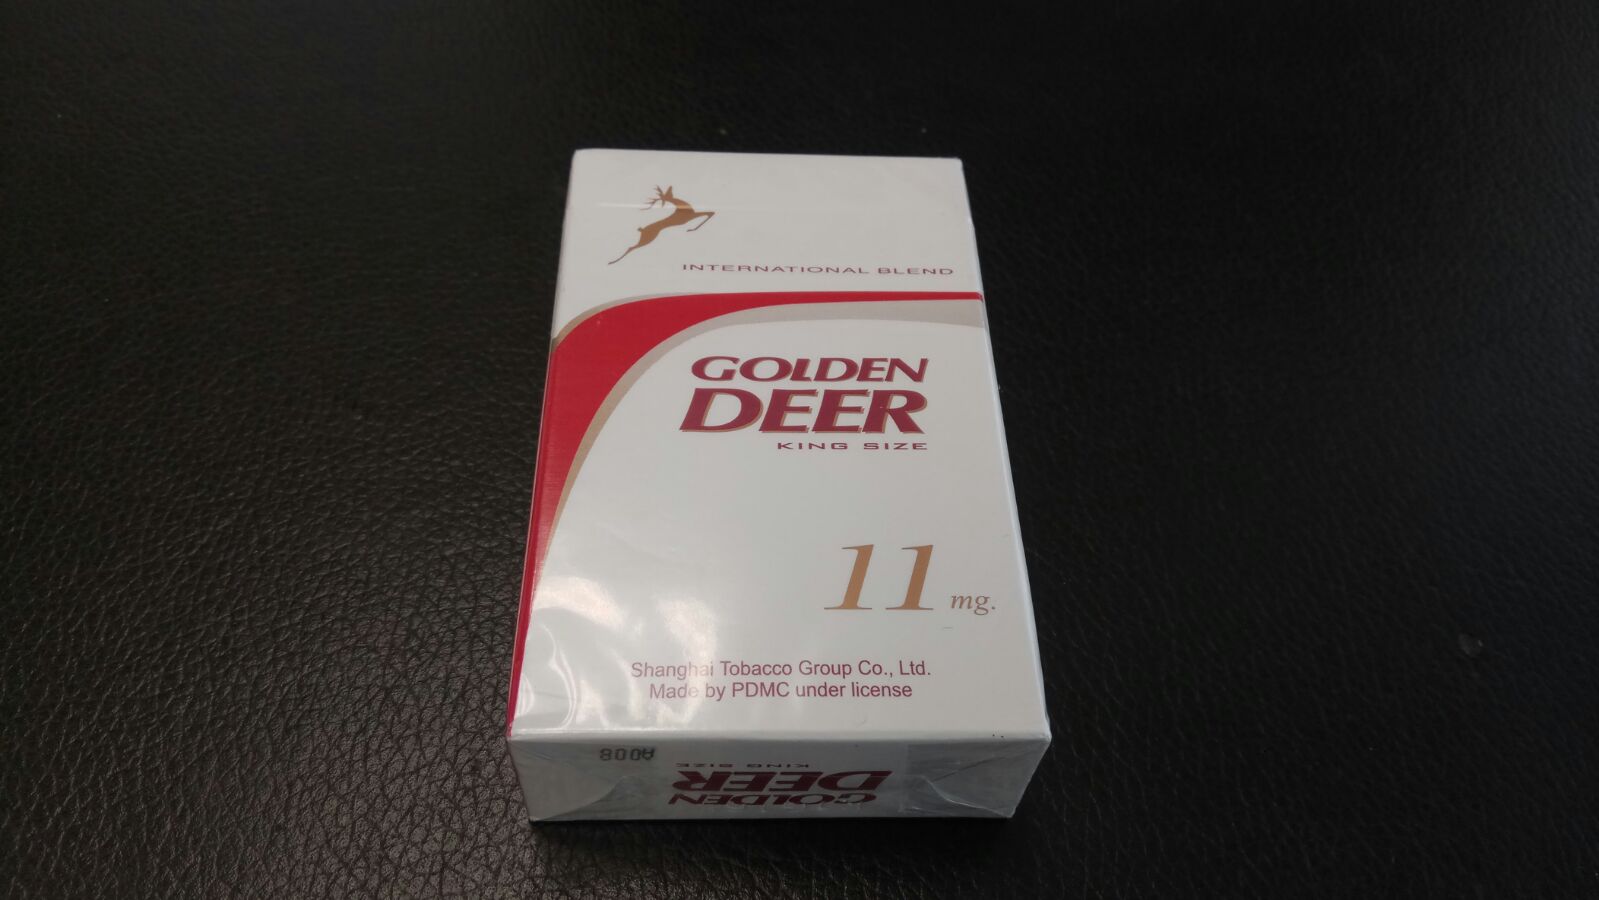 INTERNATIONAL BLEND
GOLDEN
DEER
KING SIZE
11 mg.
Shanghai Tobacco Group Co., Ltd.
Made by PDMC under license
A008
GOLDEN
DEER
KING SIZE